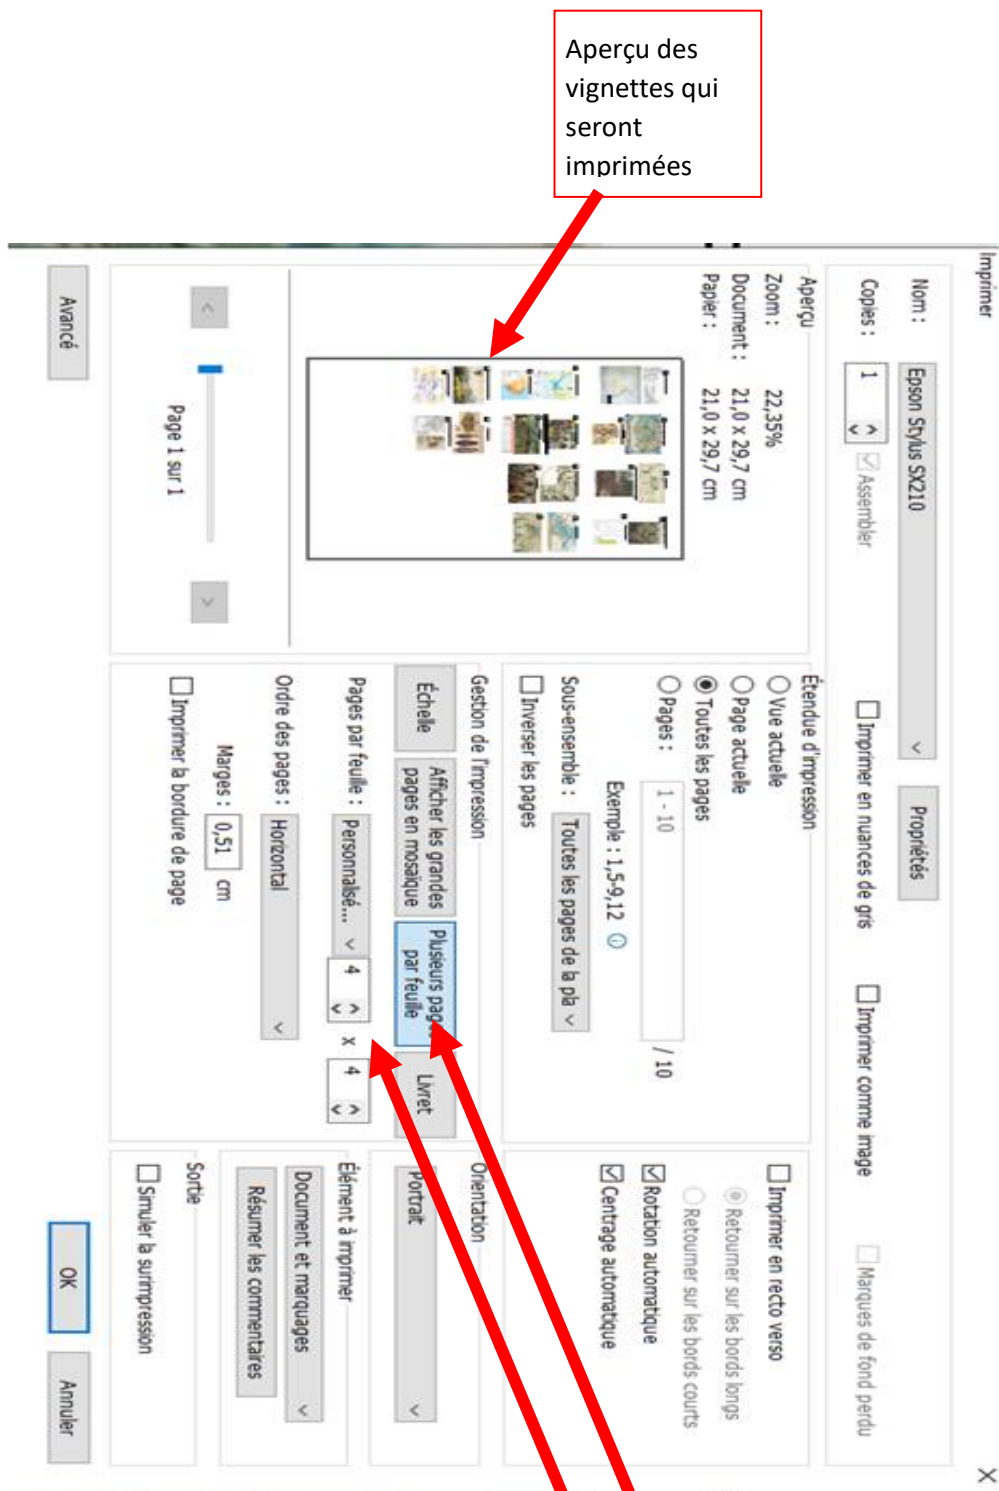 Aperçu des
vignettes qui
seront
imprimées
Imprimer
X
Nom :
Epson Stylus SX210
Propriétés
Copies :
1
Assembler
Imprimer en nuances de gris
Imprimer comme image
Marques de fond perdu
Aperçu
Zoom : 22,35%
Document : 21,0 x 29,7 cm
Papier : 21,0 x 29,7 cm
<
Page 1 sur 1
>
Étendue d'impression
Vue actuelle
Page actuelle
Toutes les pages
Pages : 1 - 10 / 10
Exemple : 1,5-9,12
Sous-ensemble : Toutes les pages de la pla
Inverser les pages
Imprimer en recto verso
Retourner sur les bords longs
Retourner sur les bords courts
Rotation automatique
Centrage automatique
Gestion de l'impression
Échelle
Afficher les grandes
pages en mosaïque
Plusieurs pag
par feuille
Livret
Pages par feuille : Personnalisé... 4 x 4
Ordre des pages : Horizontal
Marges : 0,51 cm
Imprimer la bordure de page
Orientation
Portrait
Élément à imprimer
Document et marquages
Résumer les commentaires
Sortie
Simuler la surimpression
Avancé
OK
Annuler